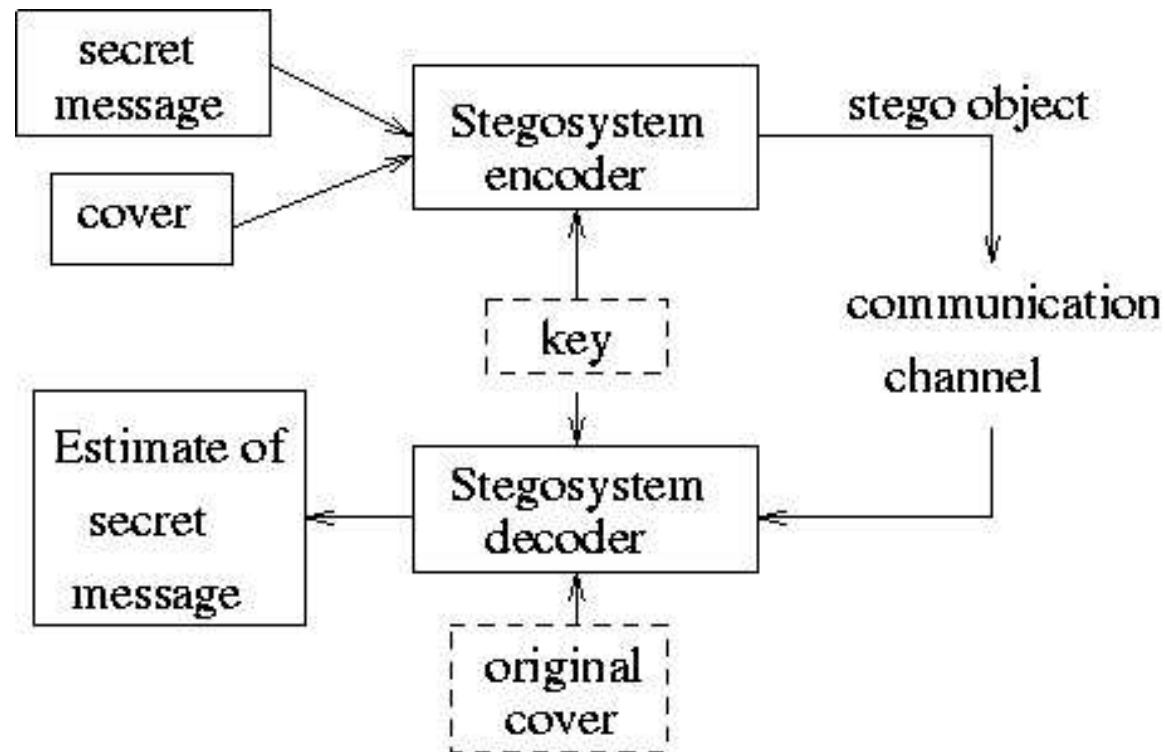 secret
message
cover
Stegosystem
encoder
stego object
communication
channel
key
Stegosystem
decoder
original
cover
Estimate of
secret
message